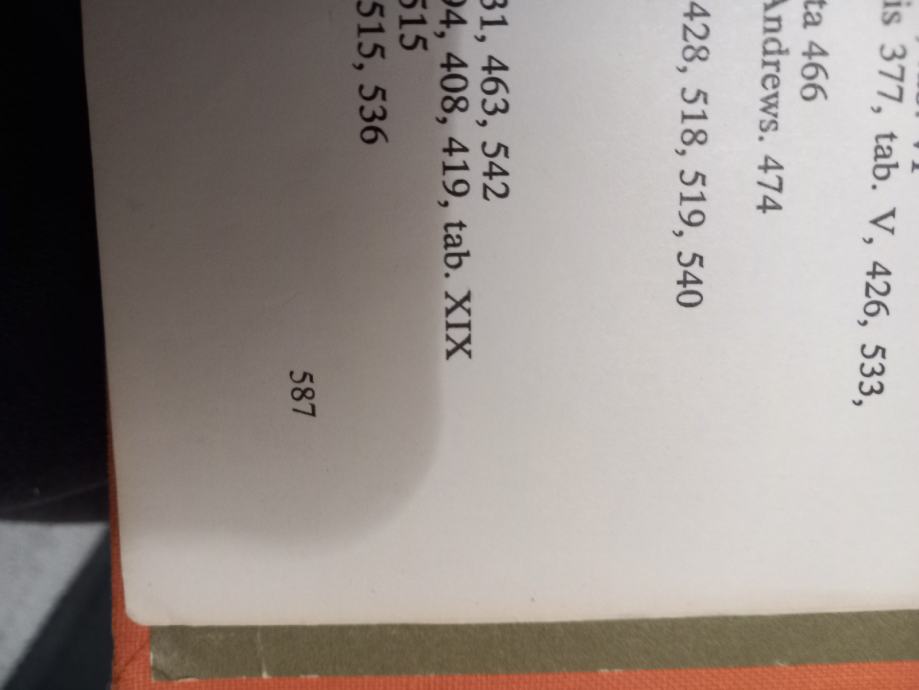 is 377, tab. V, 426, 533,
ta 466
Andrews. 474
428, 518, 519, 540
31, 463, 542
94, 408, 419, tab. XIX
515
515, 536
587